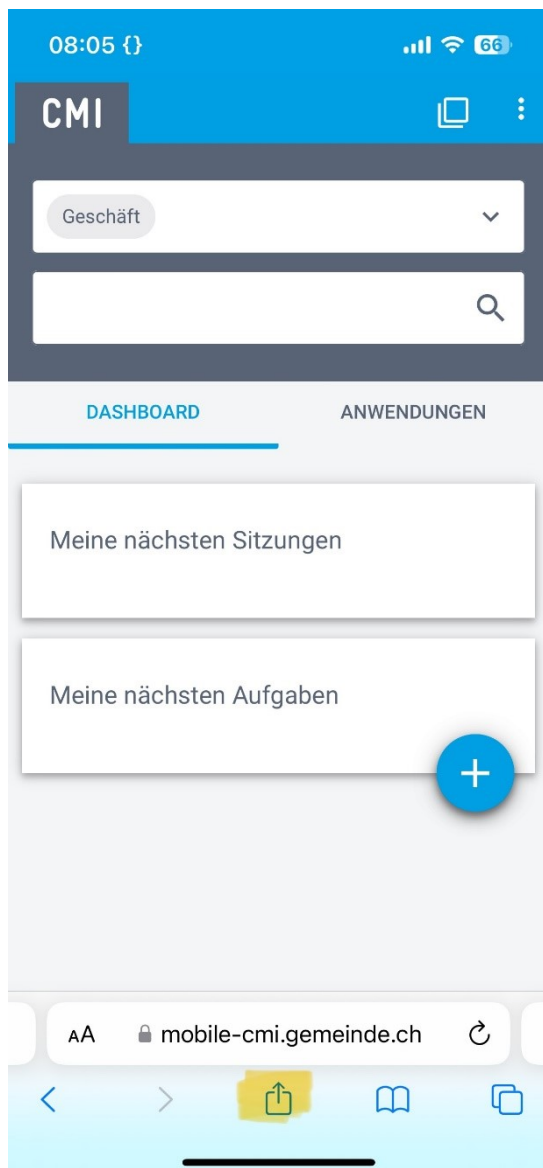 08:05 {}
66
CMI
Geschäft
DASHBOARD
ANWENDUNGEN
Meine nächsten Sitzungen
Meine nächsten Aufgaben
+
AA
mobile-cmi.gemeinde.ch